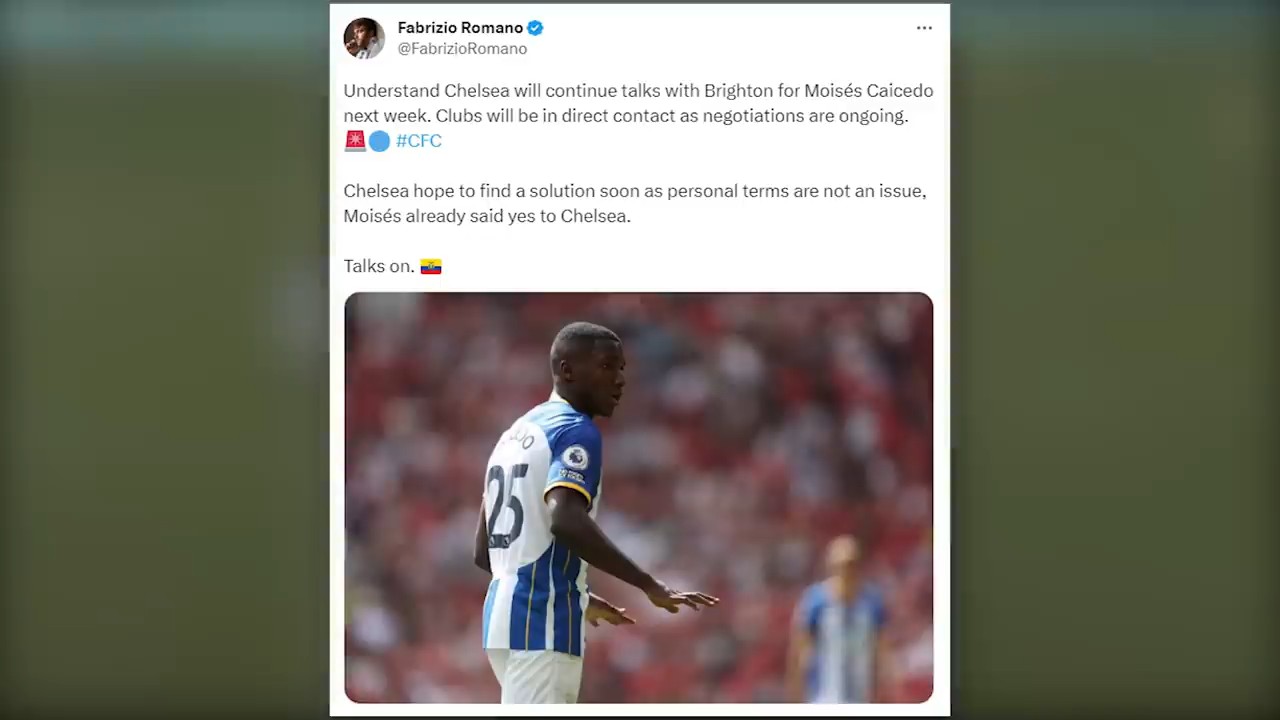 Fabrizio Romano
@FabrizioRomano
Understand Chelsea will continue talks with Brighton for Moisés Caicedo
next week. Clubs will be in direct contact as negotiations are ongoing.
🚨🔵 #CFC
Chelsea hope to find a solution soon as personal terms are not an issue,
Moisés already said yes to Chelsea.
Talks on. 🇪🇨
25